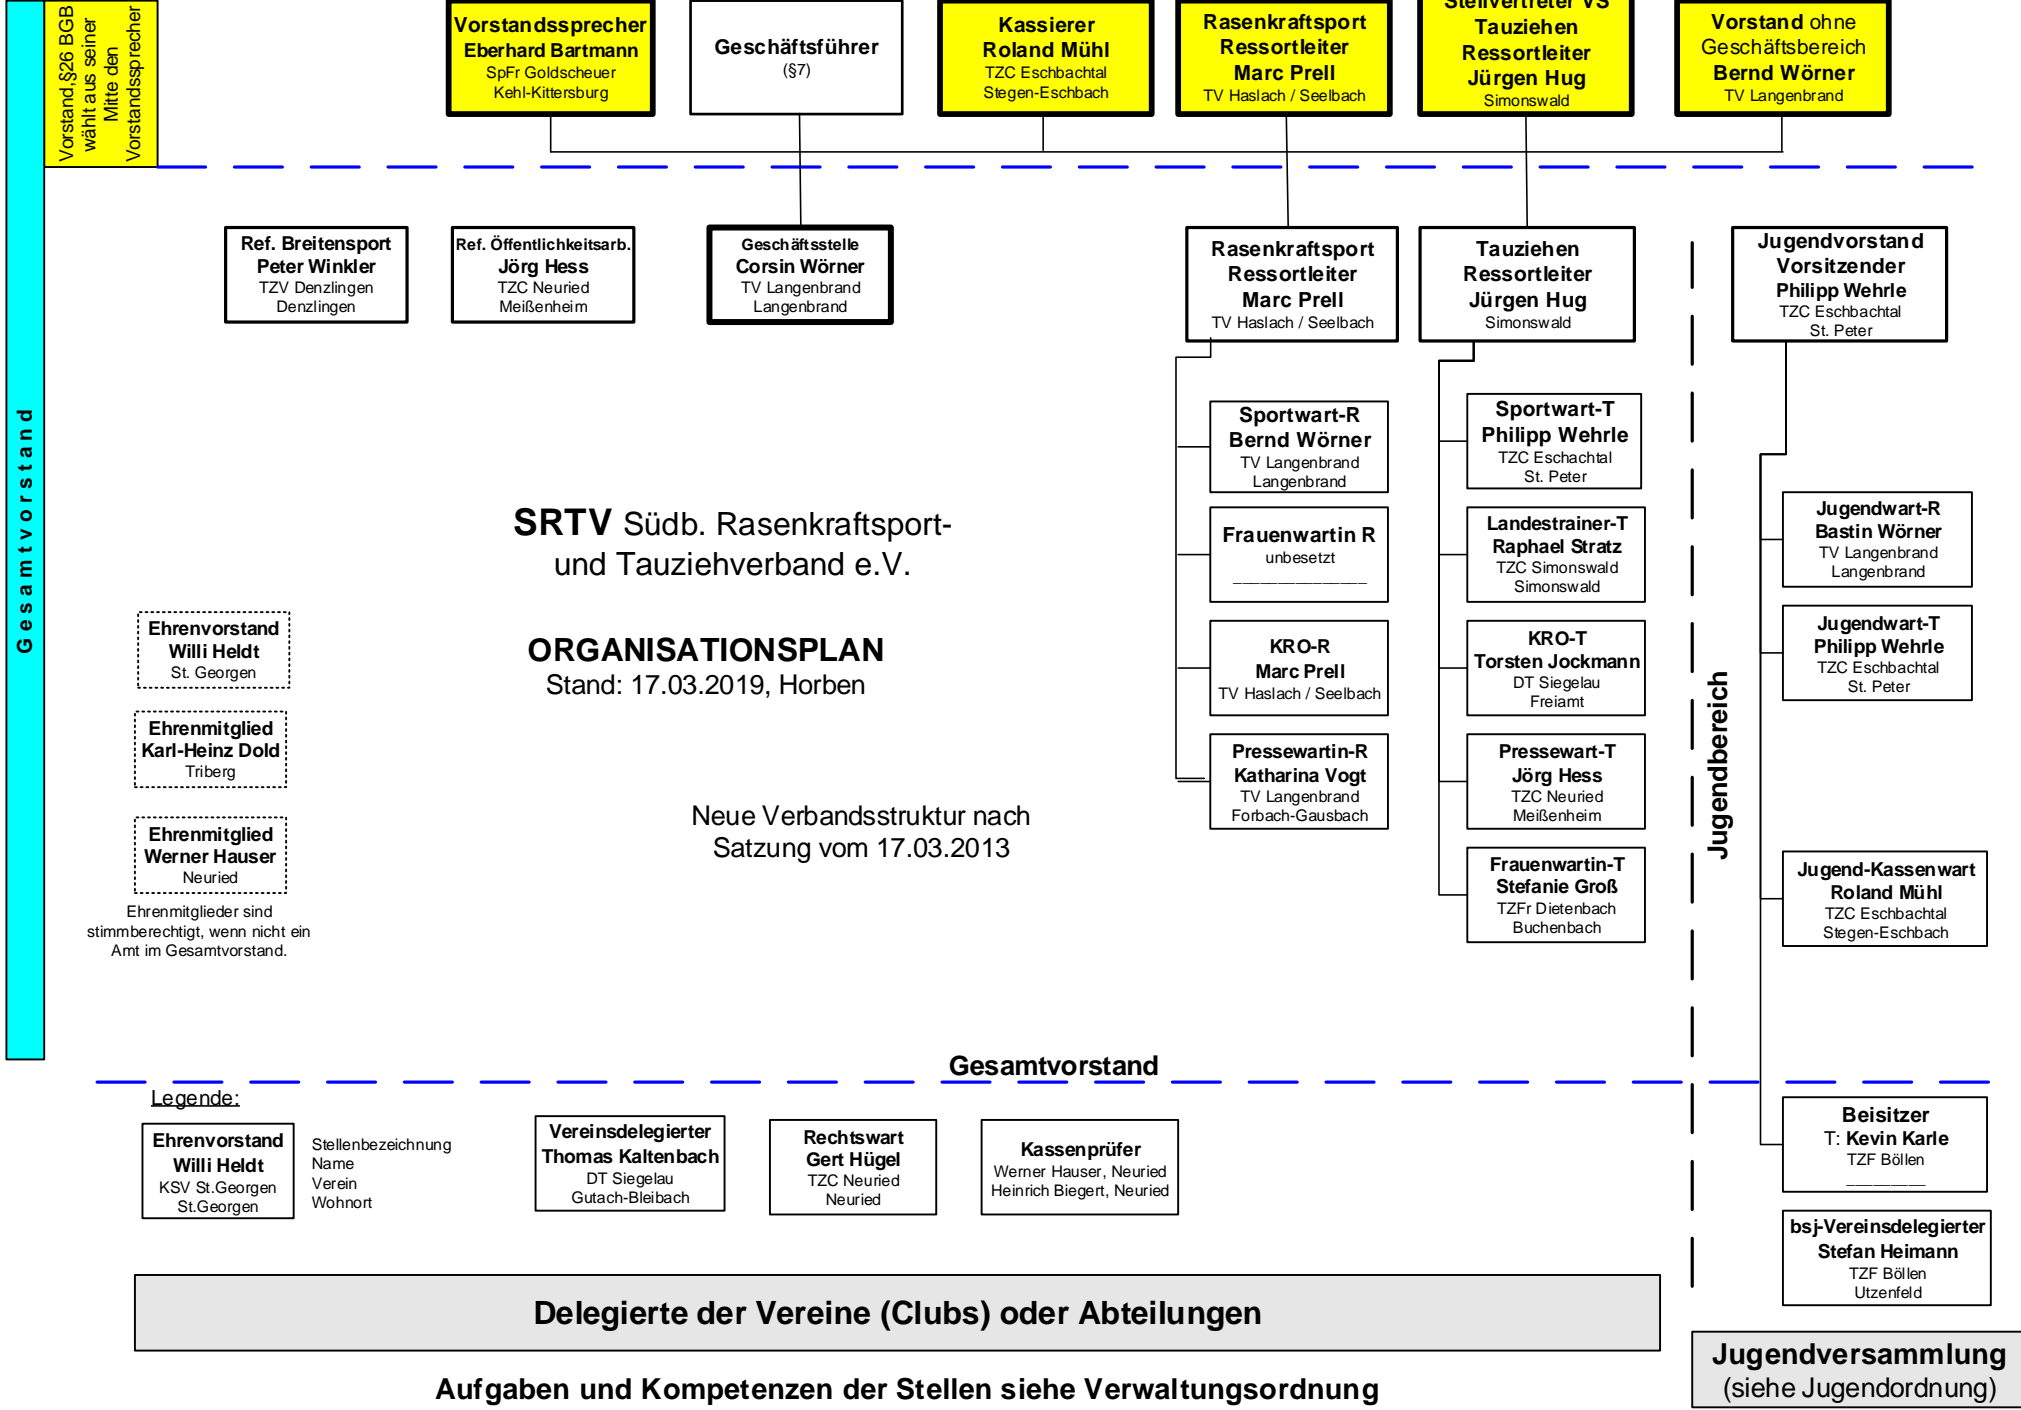 Vorstand,§26 BGB
wählt aus seiner
Mitte den
Vorstandssprecher
Vorstandssprecher
Eberhard Bartmann
SpFr Goldscheuer
Kehl-Kittersburg
Geschäftsführer
(§7)
Kassierer
Roland Mühl
TZC Eschbachtal
Stegen-Eschbach
Rasenkraftsport
Ressortleiter
Marc Prell
TV Haslach / Seelbach
Stellvertreter VS
Tauziehen
Ressortleiter
Jürgen Hug
Simonswald
Vorstand ohne
Geschäftsbereich
Bernd Wörner
TV Langenbrand
Gesamtvorstand
Ref. Breitensport
Peter Winkler
TZV Denzlingen
Denzlingen
Ref. Öffentlichkeitsarb.
Jörg Hess
TZC Neuried
Meißenheim
Geschäftsstelle
Corsin Wörner
TV Langenbrand
Langenbrand
Rasenkraftsport
Ressortleiter
Marc Prell
TV Haslach / Seelbach
Tauziehen
Ressortleiter
Jürgen Hug
Simonswald
Jugendvorstand
Vorsitzender
Philipp Wehrle
TZC Eschbachtal
St. Peter
Sportwart-R
Bernd Wörner
TV Langenbrand
Langenbrand
Frauenwartin R
unbesetzt
_______________
KRO-R
Marc Prell
TV Haslach / Seelbach
Pressewartin-R
Katharina Vogt
TV Langenbrand
Forbach-Gausbach
Sportwart-T
Philipp Wehrle
TZC Eschachtal
St. Peter
Landestrainer-T
Raphael Stratz
TZC Simonswald
Simonswald
KRO-T
Torsten Jockmann
DT Siegelau
Freiamt
Pressewart-T
Jörg Hess
TZC Neuried
Meißenheim
Frauenwartin-T
Stefanie Groß
TZFr Dietenbach
Buchenbach
Jugendbereich
Jugendwart-R
Bastin Wörner
TV Langenbrand
Langenbrand
Jugendwart-T
Philipp Wehrle
TZC Eschbachtal
St. Peter
Jugend-Kassenwart
Roland Mühl
TZC Eschbachtal
Stegen-Eschbach
SRTV Südb. Rasenkraftsport-
und Tauziehverband e.V.
ORGANISATIONSPLAN
Stand: 17.03.2019, Horben
Neue Verbandsstruktur nach
Satzung vom 17.03.2013
Ehrenvorstand
Willi Heldt
St. Georgen
Ehrenmitglied
Karl-Heinz Dold
Triberg
Ehrenmitglied
Werner Hauser
Neuried
Ehrenmitglieder sind
stimmberechtigt, wenn nicht ein
Amt im Gesamtvorstand.
Gesamtvorstand
Legende:
Ehrenvorstand
Willi Heldt
KSV St.Georgen
St.Georgen
Stellenbezeichnung
Name
Verein
Wohnort
Vereinsdelegierter
Thomas Kaltenbach
DT Siegelau
Gutach-Bleibach
Rechtswart
Gert Hügel
TZC Neuried
Neuried
Kassenprüfer
Werner Hauser, Neuried
Heinrich Biegert, Neuried
Beisitzer
T: Kevin Karle
TZF Böllen
_________
bsj-Vereinsdelegierter
Stefan Heimann
TZF Böllen
Utzenfeld
Delegierte der Vereine (Clubs) oder Abteilungen
Jugendversammlung
(siehe Jugendordnung)
Aufgaben und Kompetenzen der Stellen siehe Verwaltungsordnung